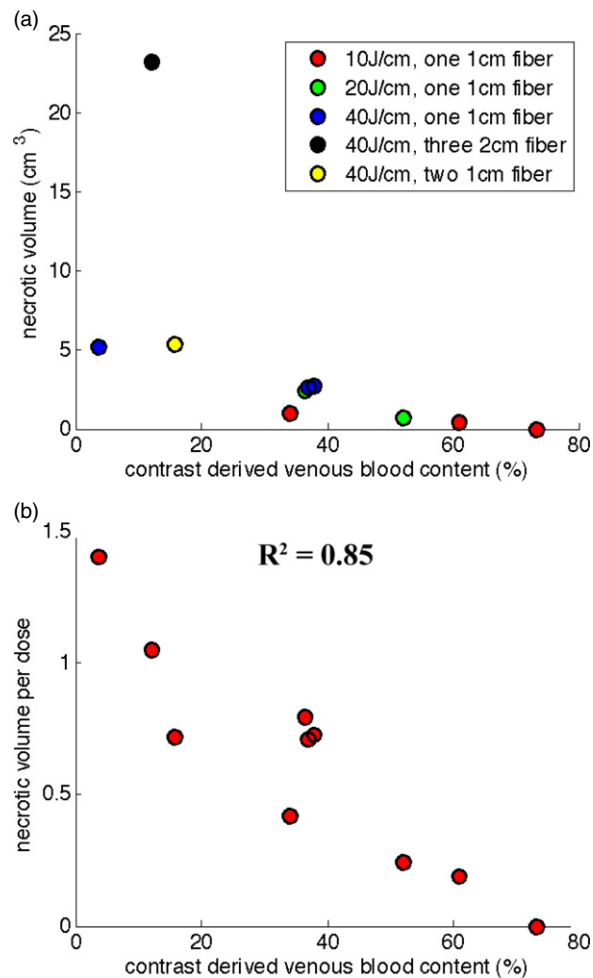 (a)
25
20
15
10
5
0
necrotic volume (cm³)
10J/cm, one 1cm fiber
20J/cm, one 1cm fiber
40J/cm, one 1cm fiber
40J/cm, three 2cm fiber
40J/cm, two 1cm fiber
0 20 40 60 80
contrast derived venous blood content (%)
(b)
1.5
1
0.5
0
necrotic volume per dose
R² = 0.85
0 20 40 60 80
contrast derived venous blood content (%)